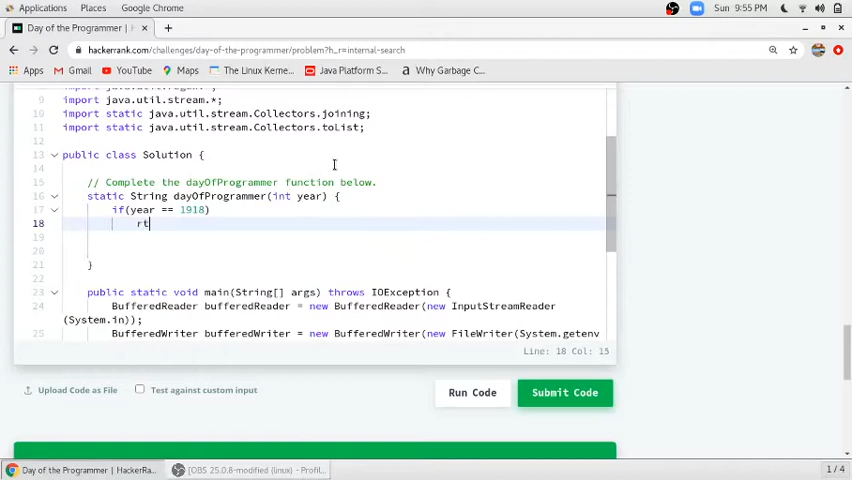 Applications Places Google Chrome Sun 9:55 PM
Day of the Programmer | H
hackerrank.com/challenges/day-of-the-programmer/problem?h_r=internal-search
Apps Gmail YouTube Maps The Linux Kerne... Java Platform S... a Why Garbage C...
9 import java.util.stream.*;
10 import static java.util.stream.Collectors.joining;
11 import static java.util.stream.Collectors.toList;
12
13 public class Solution {
14
15 // Complete the dayOfProgrammer function below.
16 static String dayOfProgrammer(int year) {
17 if(year == 1918)
18 rt
19
20
21 }
22
23 public static void main(String[] args) throws IOException {
24 BufferedReader bufferedReader = new BufferedReader(new InputStreamReader
(System.in));
25 BufferedWriter bufferedWriter = new BufferedWriter(new FileWriter(System.getenv
Line: 18 Col: 15
Upload Code as File Test against custom input Run Code Submit Code
Day of the Programmer | HackerRa... [OBS 25.0.8-modified (linux) - Profil... 1 / 4